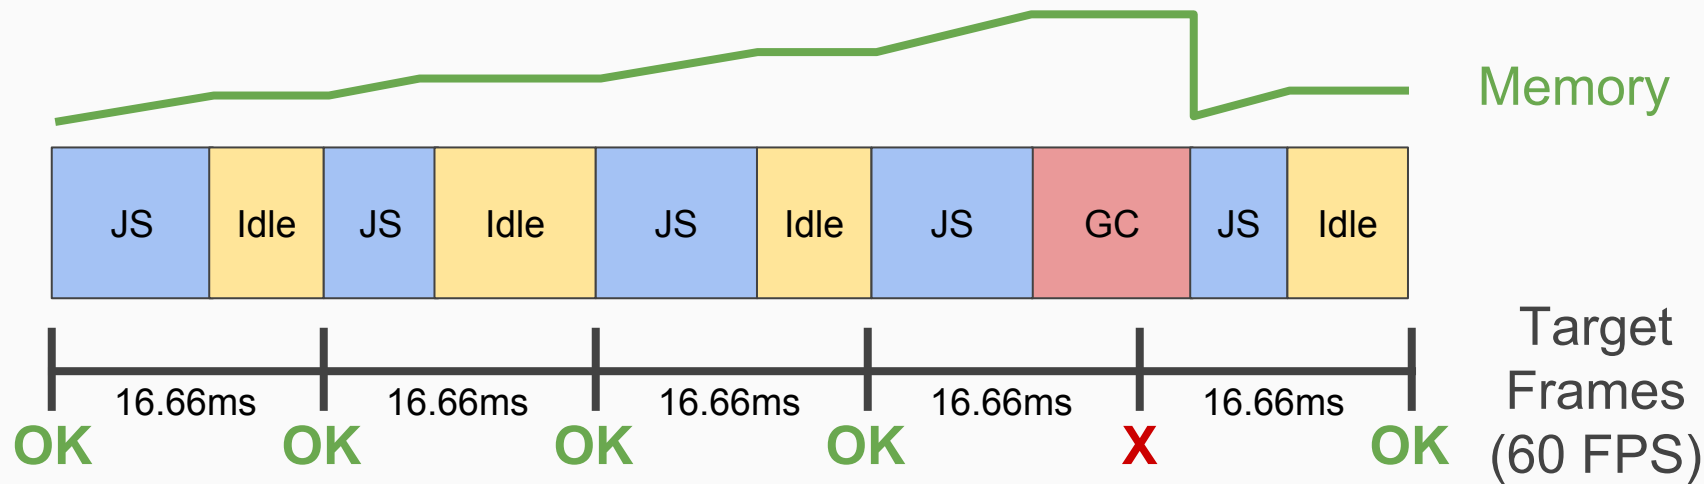 Memory
JS Idle JS Idle JS Idle JS GC JS Idle
16.66ms 16.66ms 16.66ms 16.66ms 16.66ms
OK OK OK OK X OK
Target
Frames
(60 FPS)